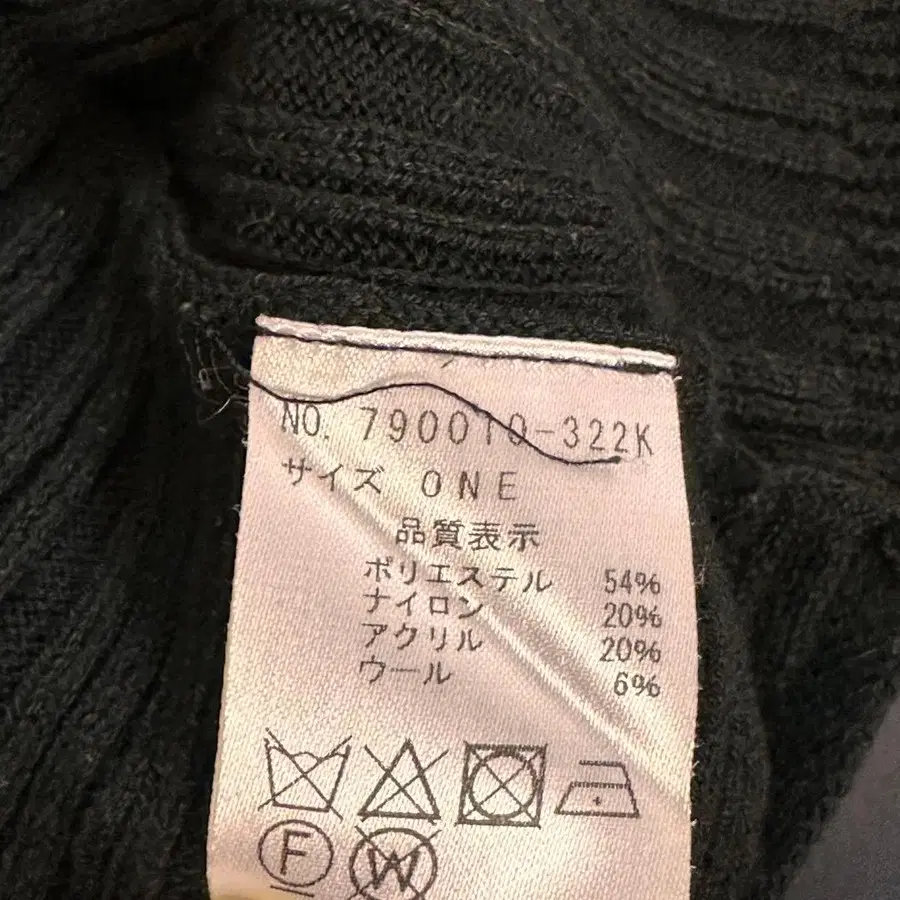 NO. 790010-322K
サイズ ONE
品質表示
ポリエステル 54%
ナイロン 20%
アクリル 20%
ウール 6%
F W